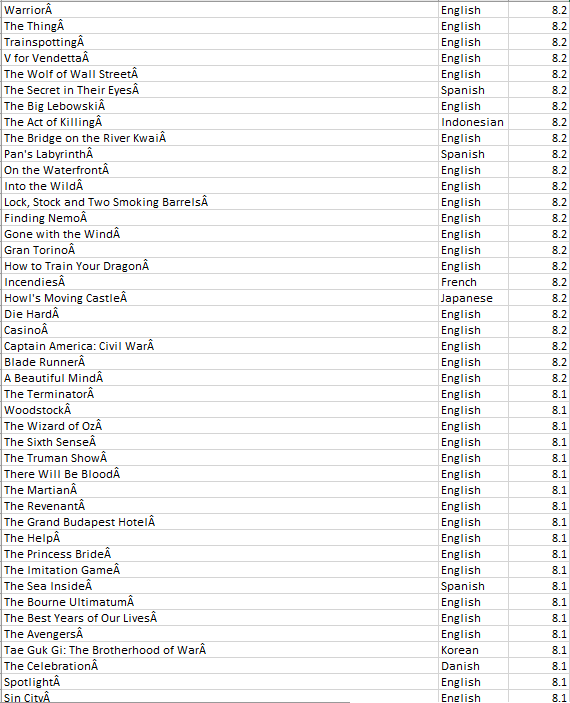 WarriorÂ English 8.2
The ThingÂ English 8.2
TrainspottingÂ English 8.2
V for VendettaÂ English 8.2
The Wolf of Wall StreetÂ English 8.2
The Secret in Their EyesÂ Spanish 8.2
The Big LebowskiÂ English 8.2
The Act of KillingÂ Indonesian 8.2
The Bridge on the River KwaiÂ English 8.2
Pan's LabyrinthÂ Spanish 8.2
On the WaterfrontÂ English 8.2
Into the WildÂ English 8.2
Lock, Stock and Two Smoking BarrelsÂ English 8.2
Finding NemoÂ English 8.2
Gone with the WindÂ English 8.2
Gran TorinoÂ English 8.2
How to Train Your DragonÂ English 8.2
IncendiesÂ French 8.2
Howl's Moving CastleÂ Japanese 8.2
Die HardÂ English 8.2
CasinoÂ English 8.2
Captain America: Civil WarÂ English 8.2
Blade RunnerÂ English 8.2
A Beautiful MindÂ English 8.2
The TerminatorÂ English 8.1
WoodstockÂ English 8.1
The Wizard of OzÂ English 8.1
The Sixth SenseÂ English 8.1
The Truman ShowÂ English 8.1
There Will Be BloodÂ English 8.1
The MartianÂ English 8.1
The RevenantÂ English 8.1
The Grand Budapest HotelÂ English 8.1
The HelpÂ English 8.1
The Princess BrideÂ English 8.1
The Imitation GameÂ English 8.1
The Sea InsideÂ Spanish 8.1
The Bourne UltimatumÂ English 8.1
The Best Years of Our LivesÂ English 8.1
The AvengersÂ English 8.1
Tae Guk Gi: The Brotherhood of WarÂ Korean 8.1
The CelebrationÂ Danish 8.1
SpotlightÂ English 8.1
Sin CityÂ English 8.1